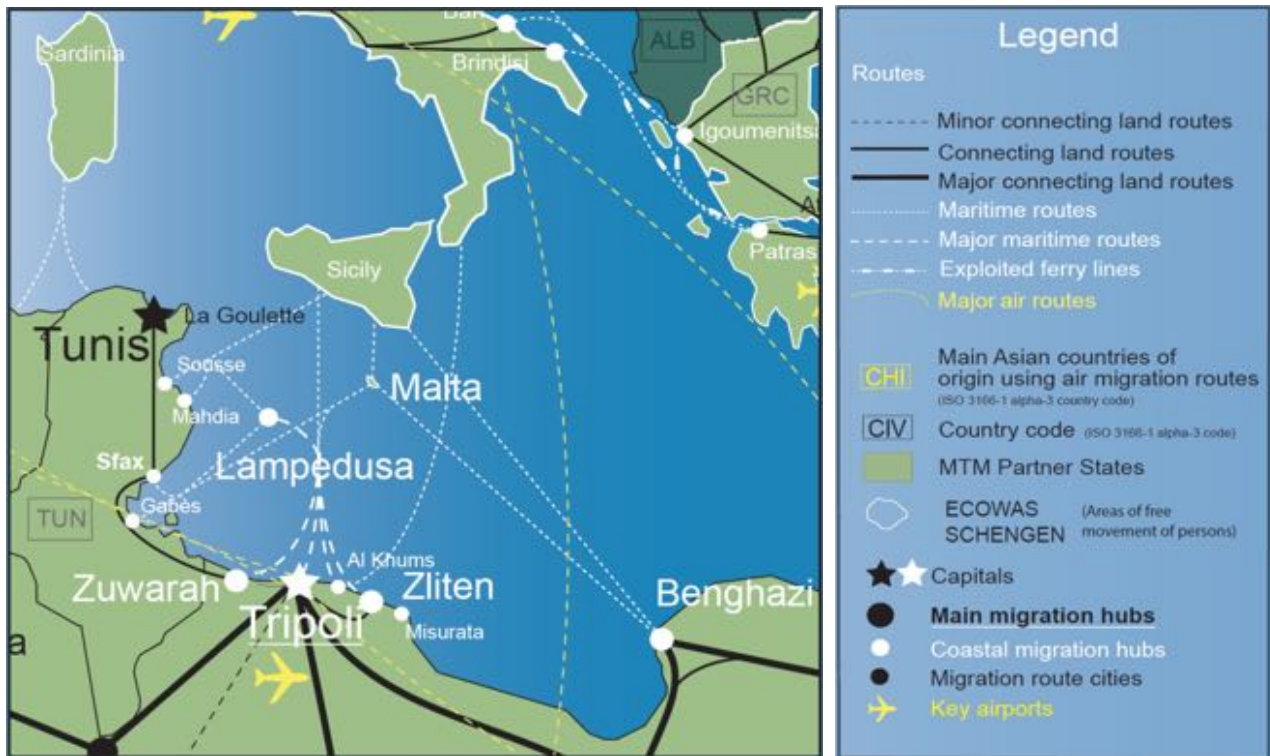 Sardinia
Brindisi
ALB
GRC
Igoumenitsa
Patras
Sicily
La Goulette
Tunis
Sousse
Mahdia
Malta
Lampedusa
Sfax
Gabès
TUN
Al Khums
Zuwarah
Zliten
Tripoli
Misurata
Benghazi
a
Legend
Routes
Minor connecting land routes
Connecting land routes
Major connecting land routes
Maritime routes
Major maritime routes
Exploited ferry lines
Major air routes
CHI
Main Asian countries of
origin using air migration routes
(ISO 3166-1 alpha-3 country code)
CIV Country code (ISO 3166-1 alpha-3 code)
MTM Partner States
ECOWAS (Areas of free
SCHENGEN movement of persons)
Capitals
Main migration hubs
Coastal migration hubs
Migration route cities
Key airports